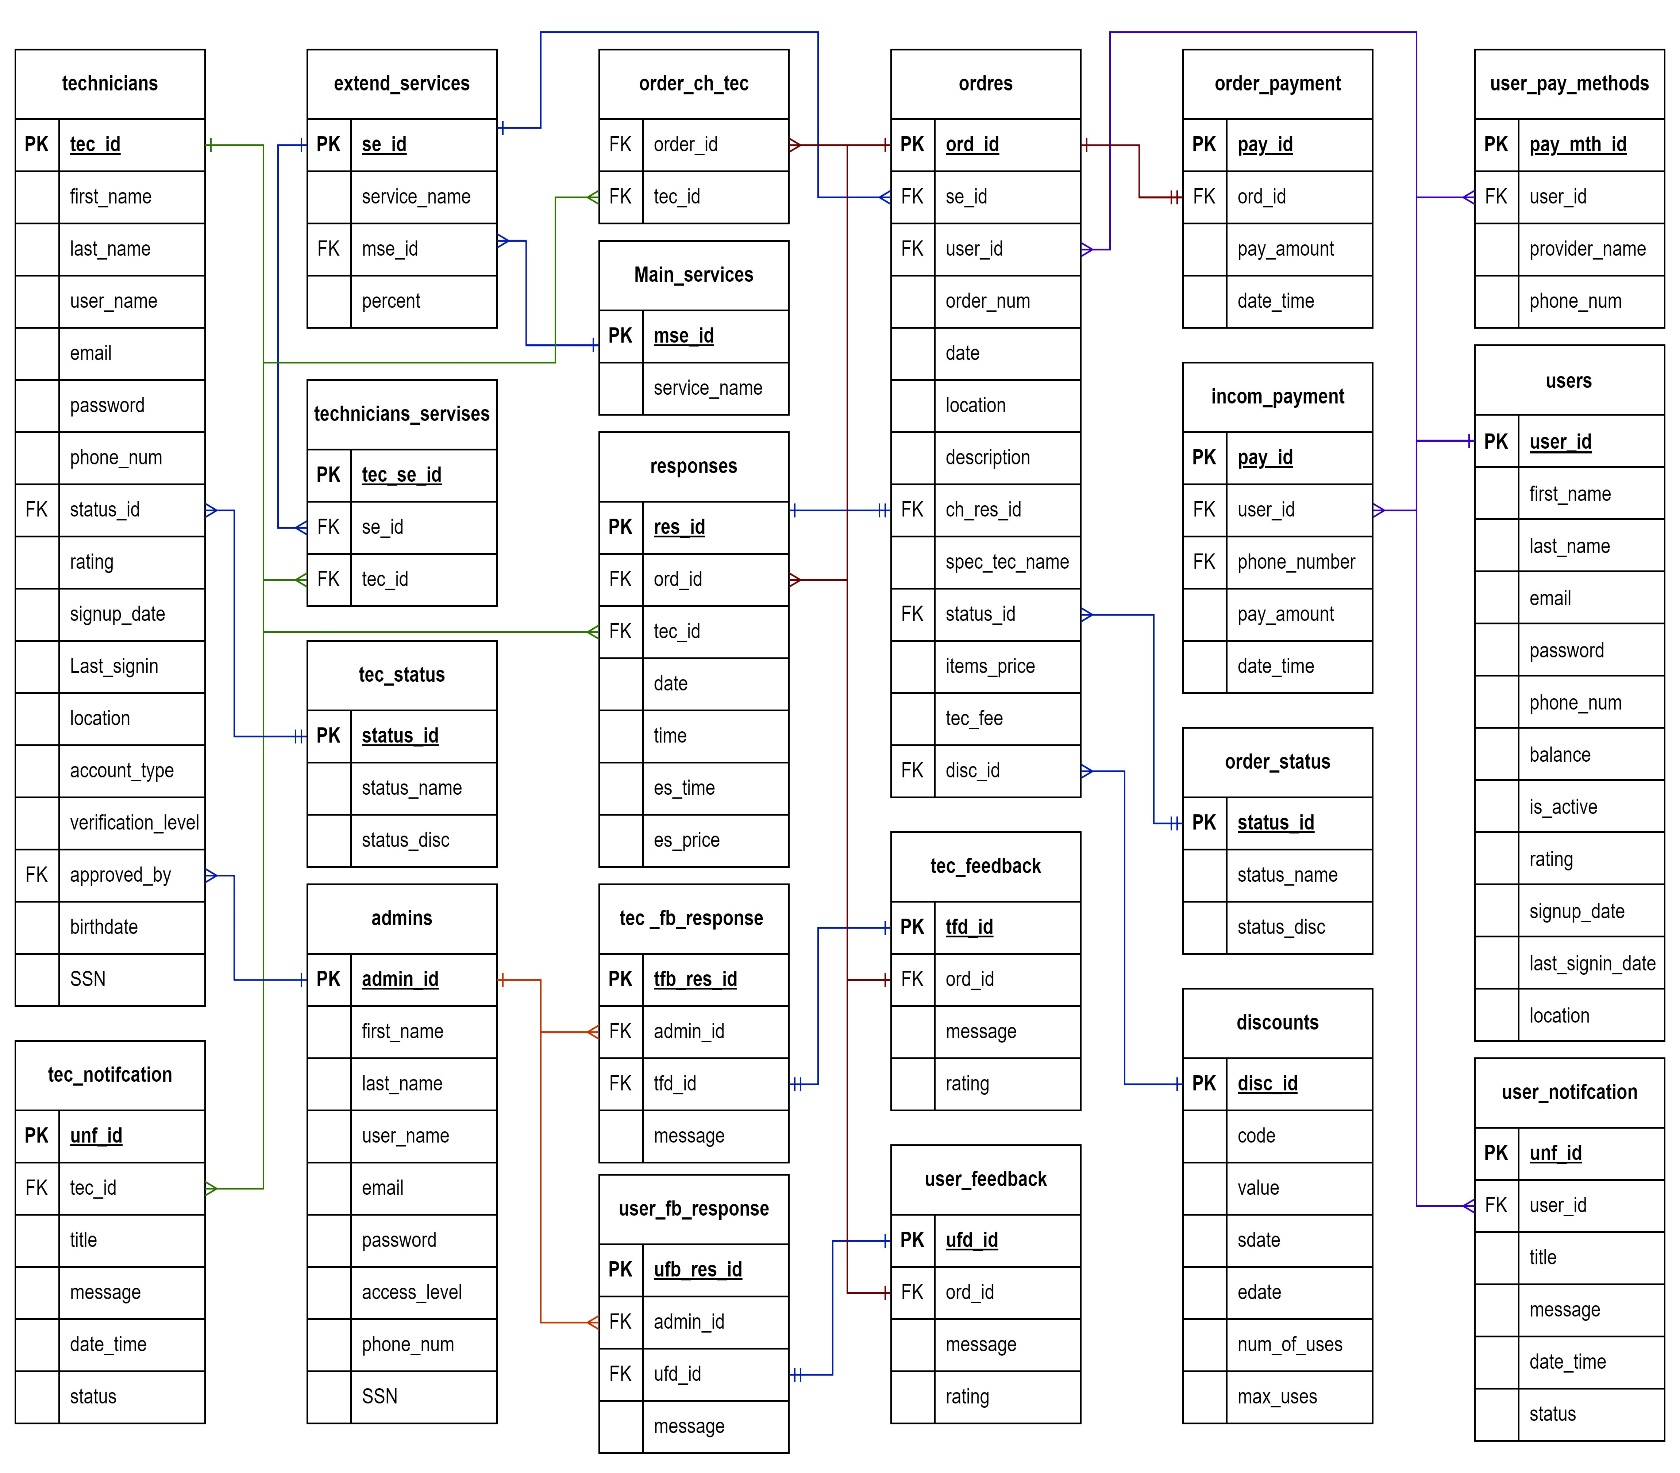 technicians
PK tec_id
first_name
last_name
user_name
email
password
phone_num
FK status_id
rating
signup_date
Last_signin
location
account_type
verification_level
FK approved_by
birthdate
SSN
tec_notifcation
PK unf_id
FK tec_id
title
message
date_time
status
extend_services
PK se_id
service_name
FK mse_id
percent
technicians_servises
PK tec_se_id
FK se_id
FK tec_id
tec_status
PK status_id
status_name
status_disc
admins
PK admin_id
first_name
last_name
user_name
email
password
access_level
phone_num
SSN
order_ch_tec
FK order_id
FK tec_id
Main_services
PK mse_id
service_name
responses
PK res_id
FK ord_id
FK tec_id
date
time
es_time
es_price
tec _fb_response
PK tfb_res_id
FK admin_id
FK tfd_id
message
user_fb_response
PK ufb_res_id
FK admin_id
FK ufd_id
message
ordres
PK ord_id
FK se_id
FK user_id
order_num
date
location
description
FK ch_res_id
spec_tec_name
FK status_id
items_price
tec_fee
FK disc_id
tec_feedback
PK tfd_id
FK ord_id
message
rating
user_feedback
PK ufd_id
FK ord_id
message
rating
order_payment
PK pay_id
FK ord_id
pay_amount
date_time
incom_payment
PK pay_id
FK user_id
FK phone_number
pay_amount
date_time
order_status
PK status_id
status_name
status_disc
discounts
PK disc_id
code
value
sdate
edate
num_of_uses
max_uses
user_pay_methods
PK pay_mth_id
FK user_id
provider_name
phone_num
users
PK user_id
first_name
last_name
email
password
phone_num
balance
is_active
rating
signup_date
last_signin_date
location
user_notifcation
PK unf_id
FK user_id
title
message
date_time
status